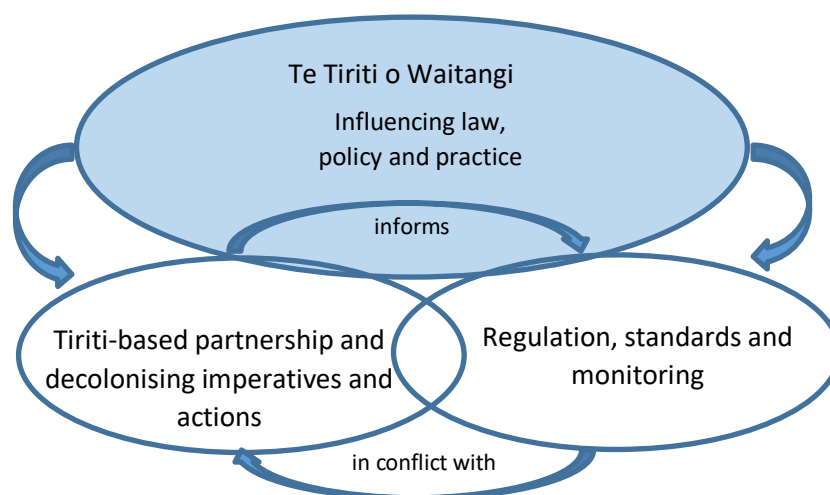 Te Tiriti o Waitangi
Influencing law,
policy and practice
informs
Tiriti-based partnership and
decolonising imperatives and
actions
Regulation, standards and
monitoring
in conflict with